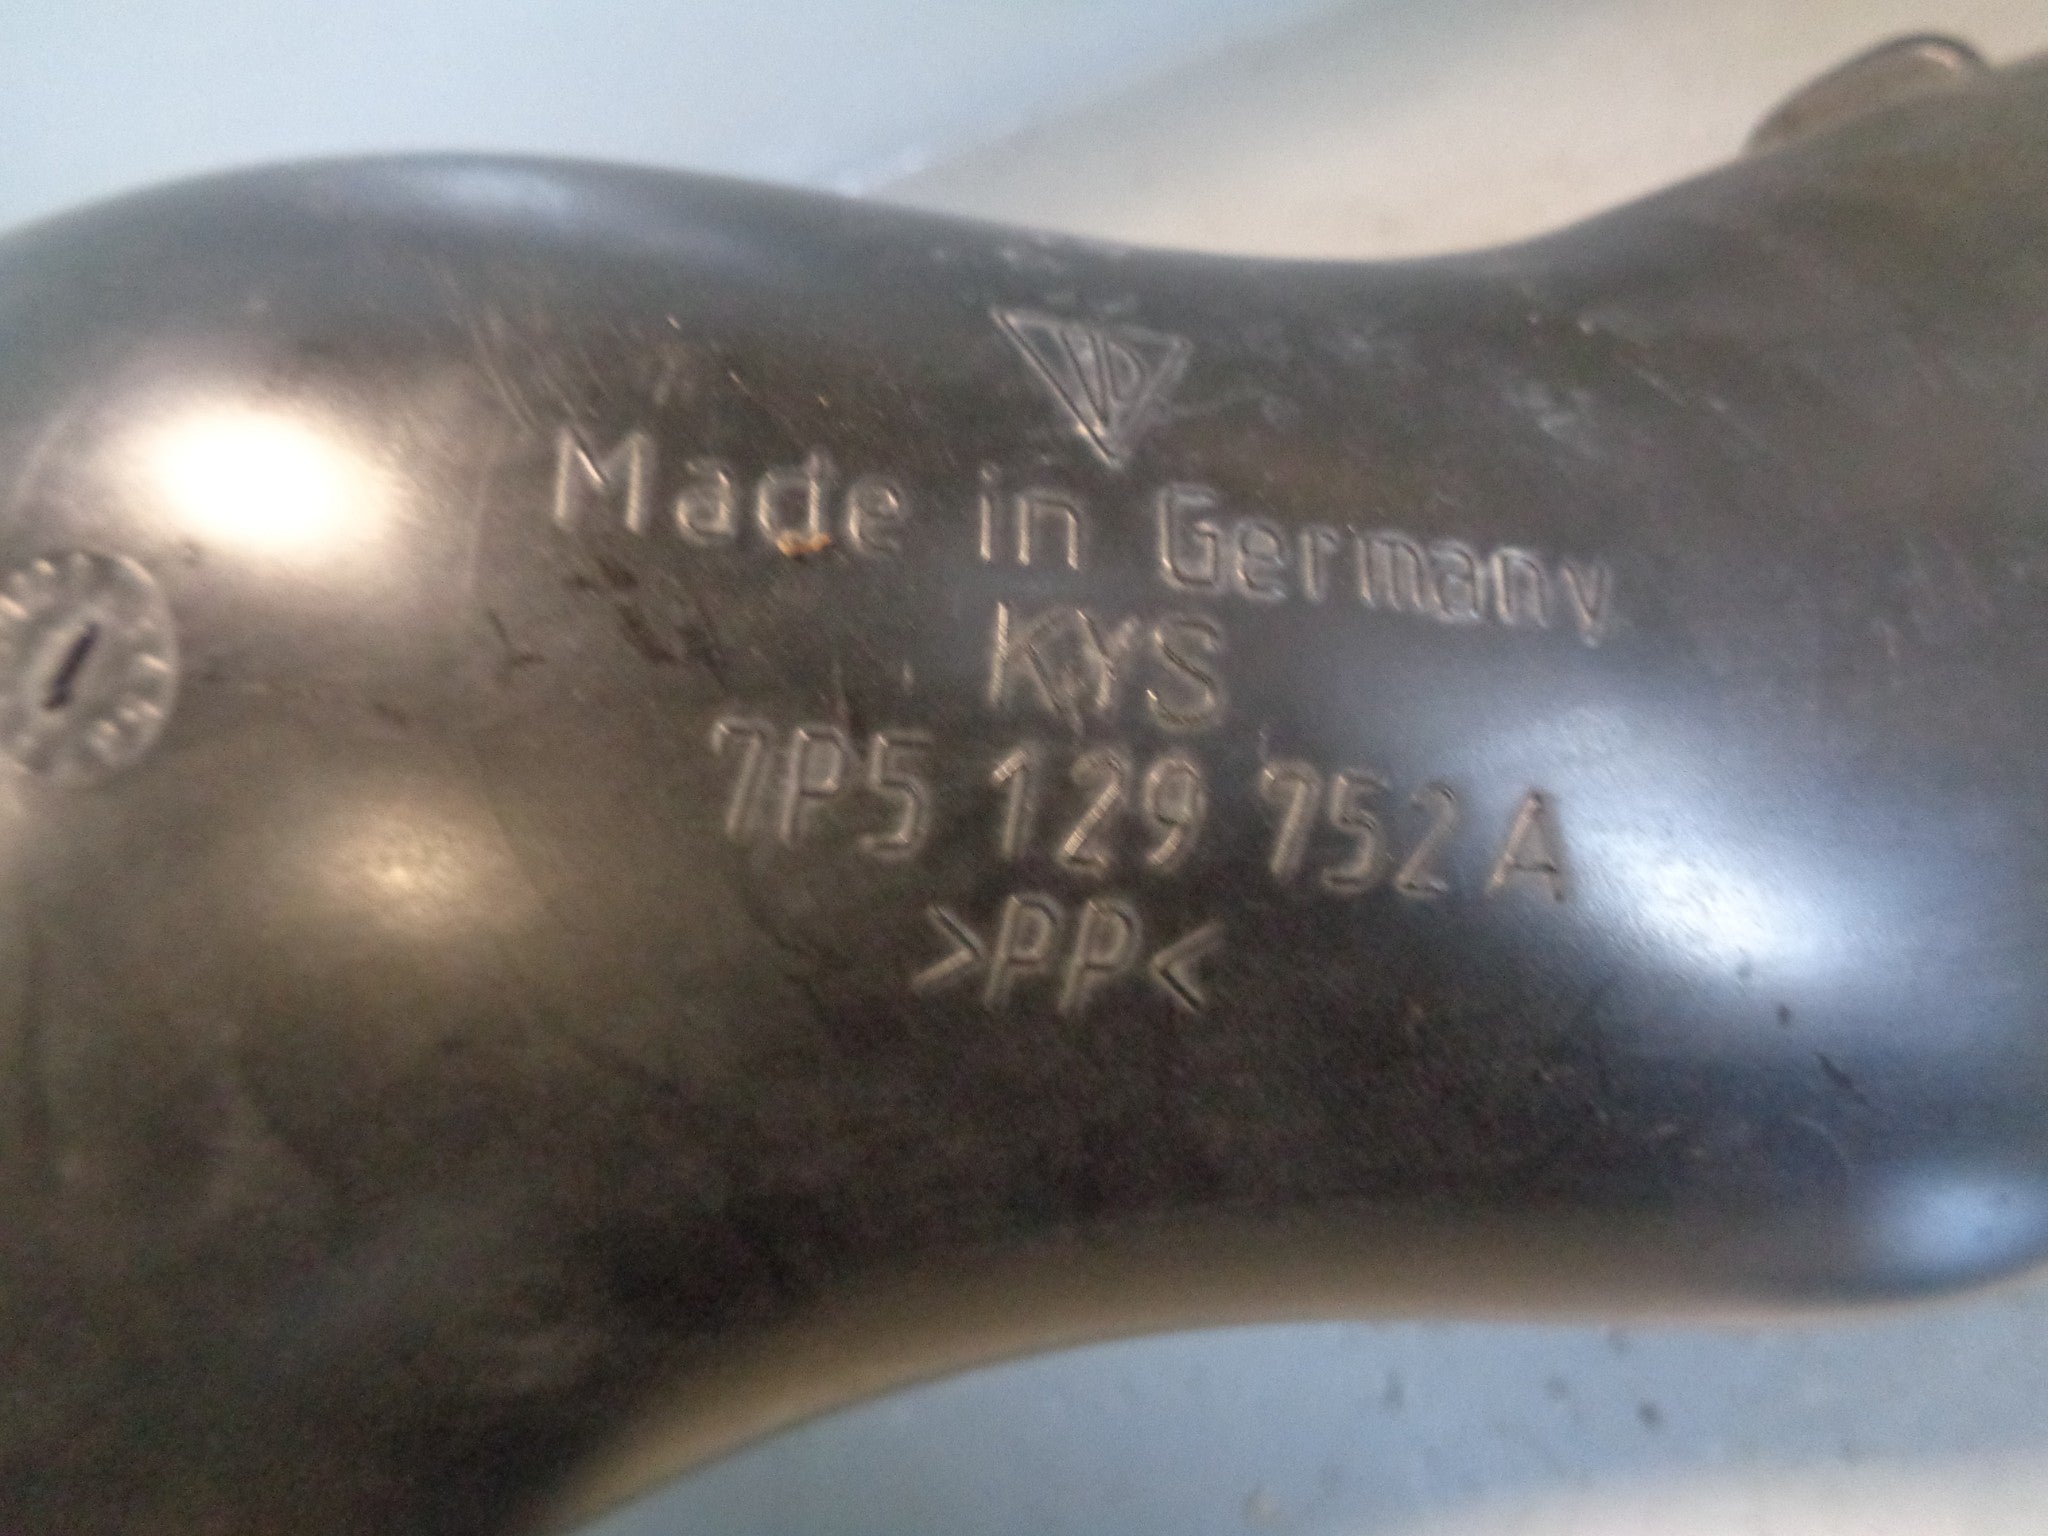 Made in Germany
KYS
7P5 129 752 A
>PP<